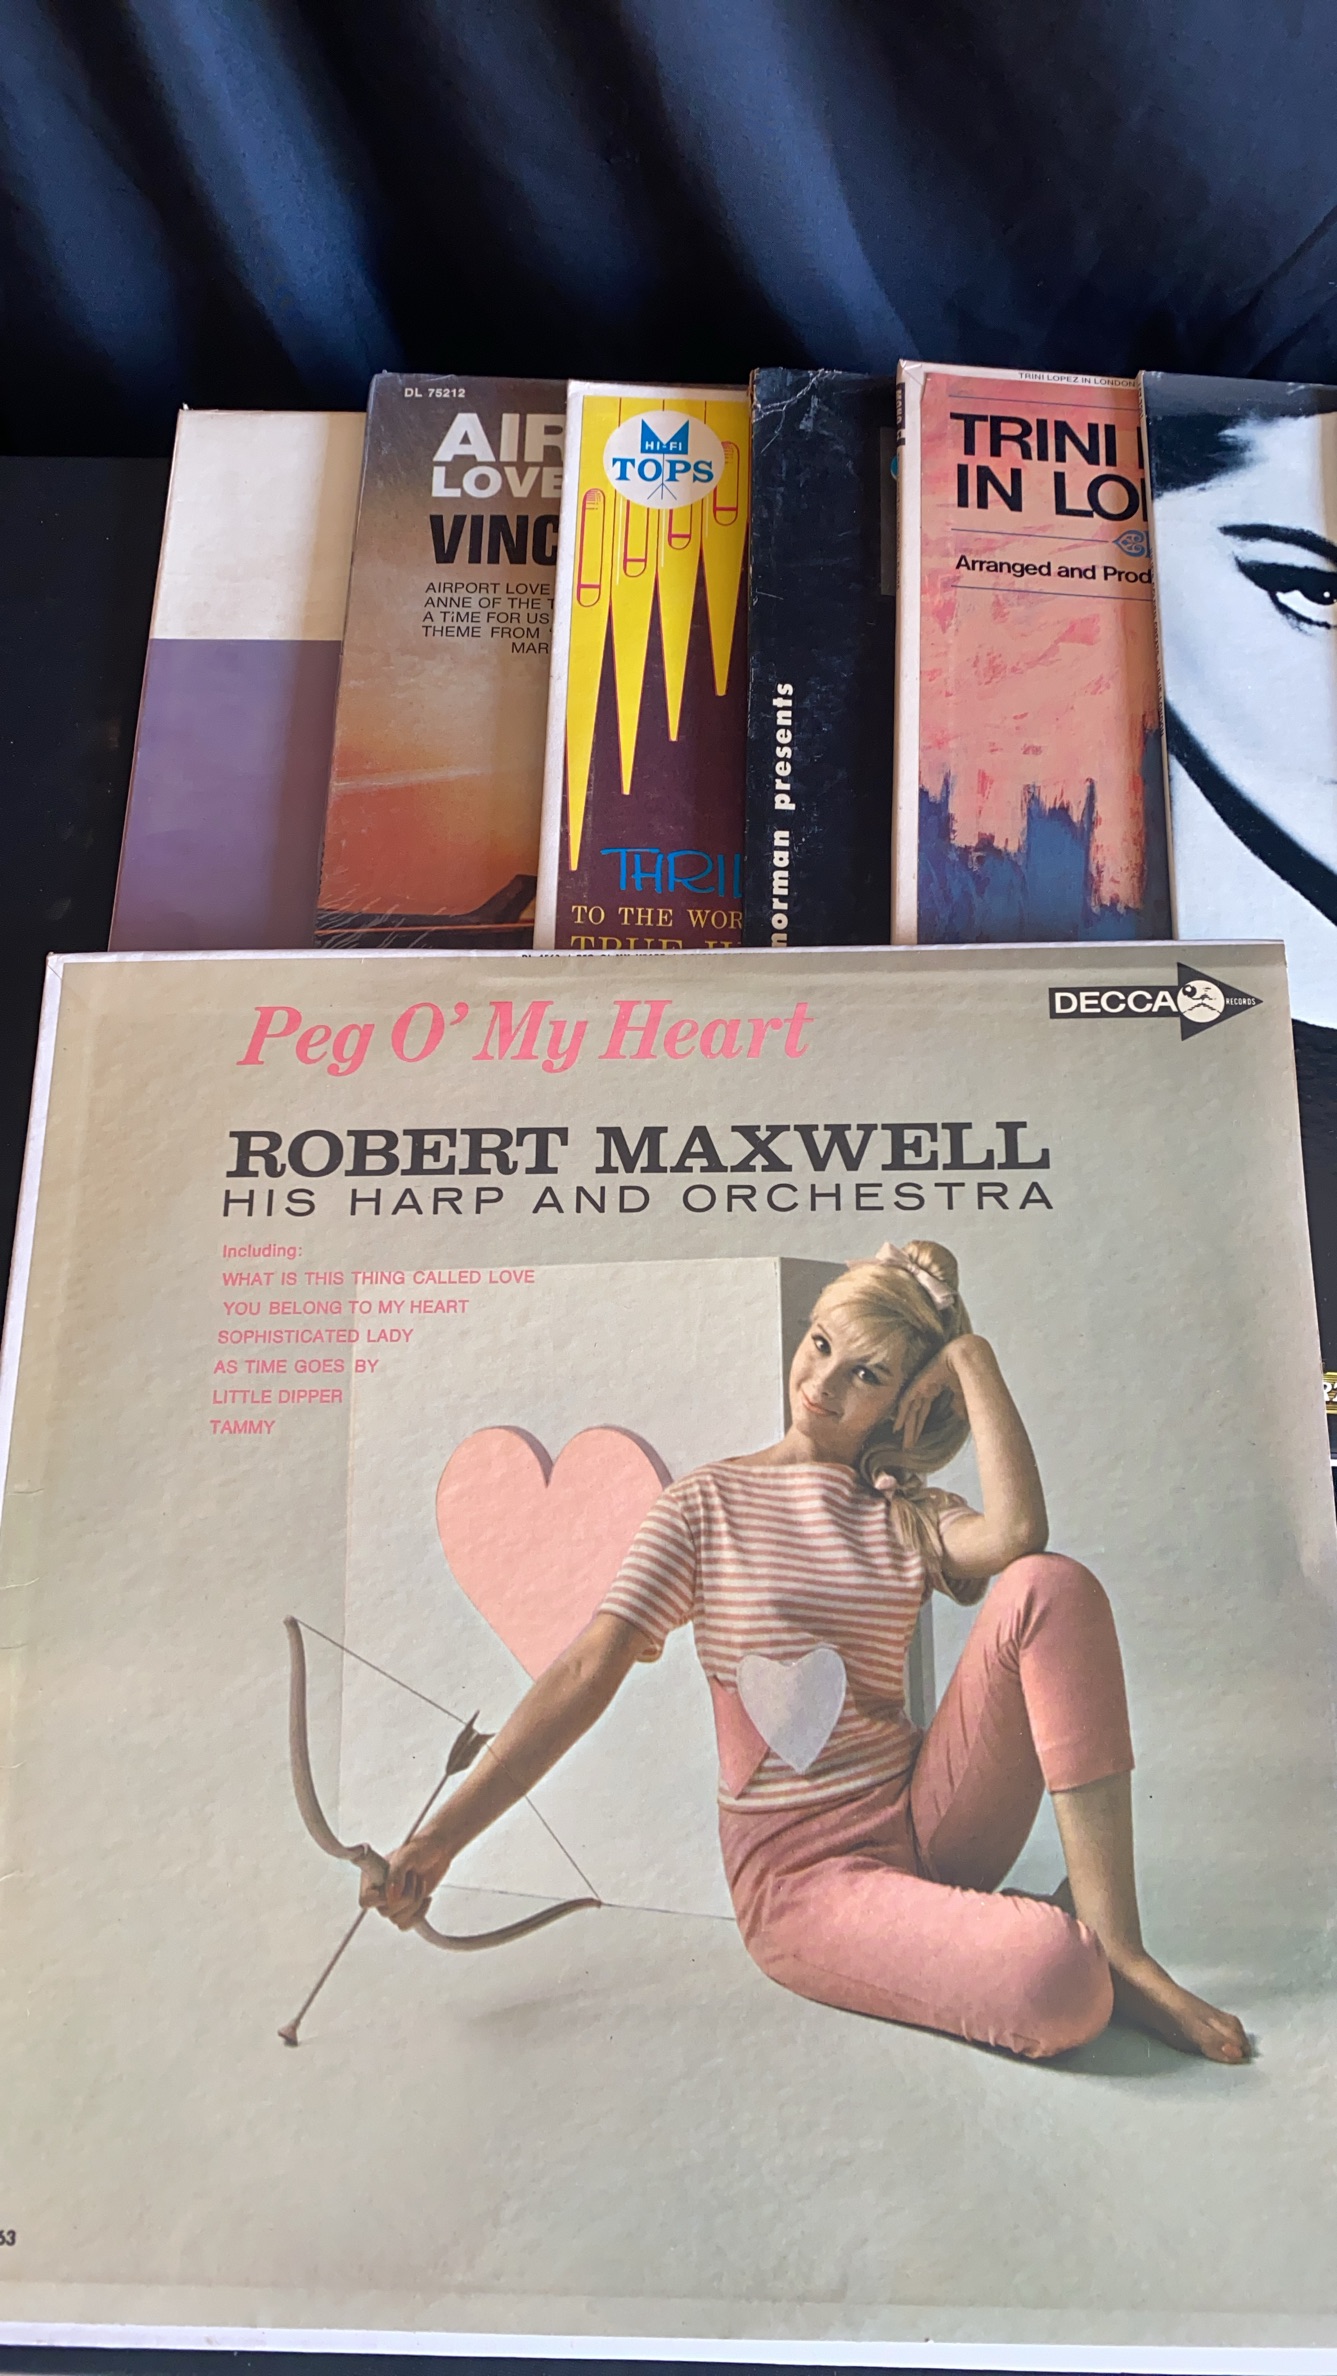 DL 75212
AIR
LOVE
VINC
AIRPORT LOVE
ANNE OF THE
A TIME FOR US
THEME FROM
MAR
HI-FI
TOPS
THRIL
TO THE WOR
TRUE
norman presents
TRINI LOPEZ IN LONDON
TRINI
IN LO
Arranged and Prod
Peg O' My Heart
DECCA RECORDS
ROBERT MAXWELL
HIS HARP AND ORCHESTRA
Including:
WHAT IS THIS THING CALLED LOVE
YOU BELONG TO MY HEART
SOPHISTICATED LADY
AS TIME GOES BY
LITTLE DIPPER
TAMMY
63